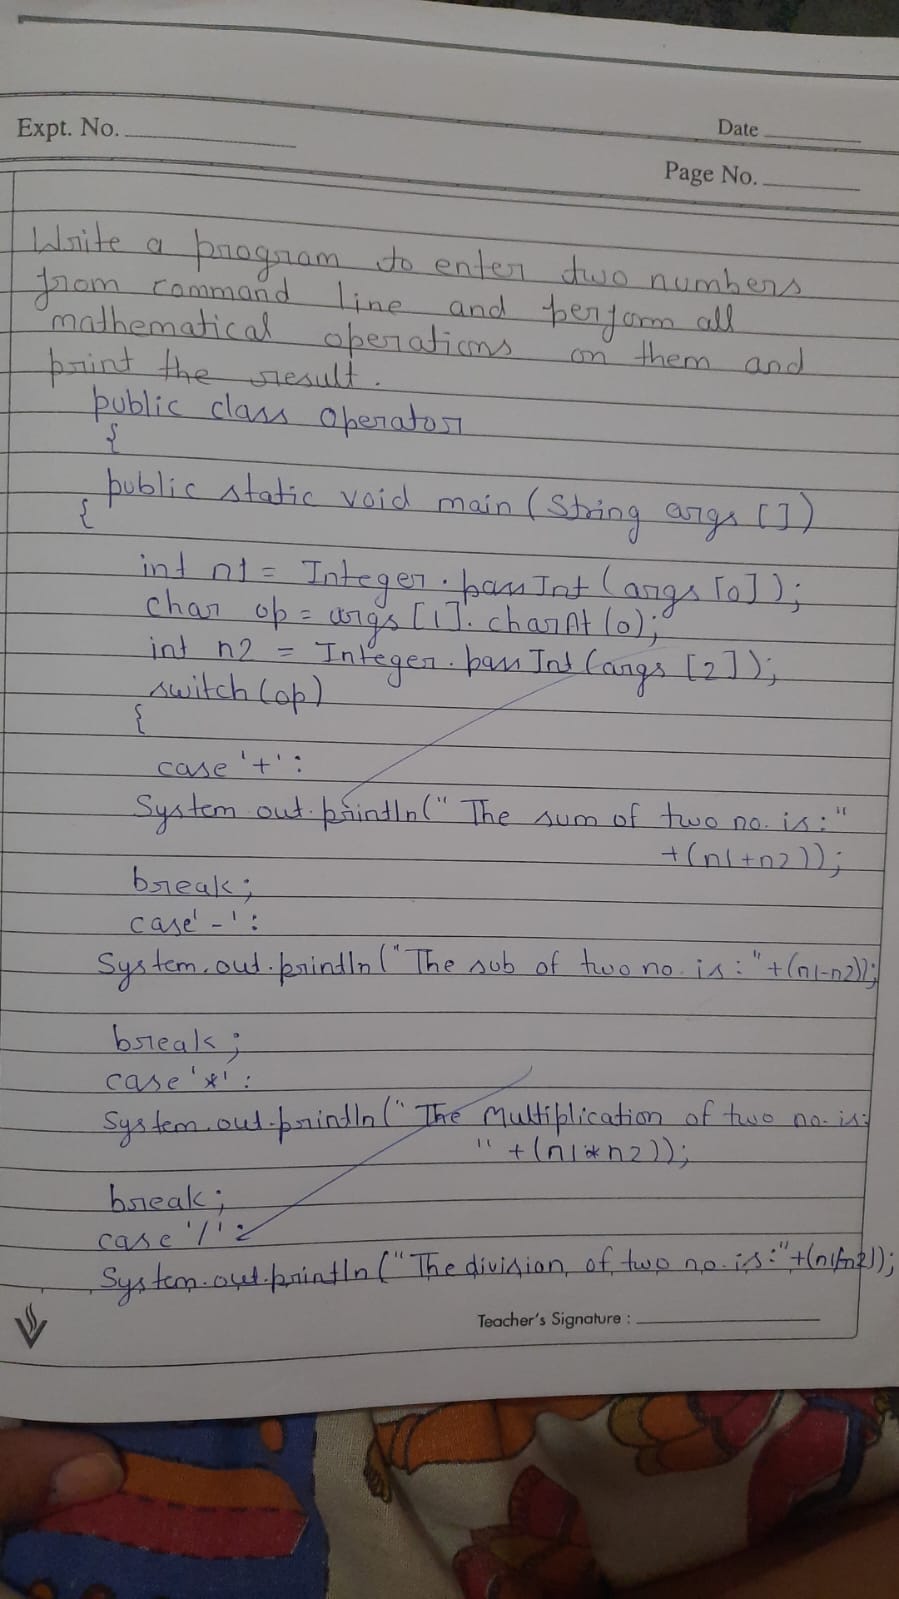 Expt. No.
Date
Page No.
Write a program to enter two numbers
from command line and perform all
mathematical operations on them and
print the result.
public class Operator
{
public static void main (String args [])
{
int n1 = Integer.parseInt (args [0]);
char op = args [1]. charAt (0);
int n2 = Integer.parseInt (args [2]);
switch (op)
{
case '+' :
System.out.println(" The sum of two no. is:"
+(n1+n2));
break;
case '-' :
System.out.println("The sub of two no. is:"+(n1-n2));
break;
case '*' :
System.out.println("The Multiplication of two no. is:
" +(n1*n2));
break;
case '/' :
System.out.println("The division of two no. is:"+(n1/n2));
Teacher's Signature :